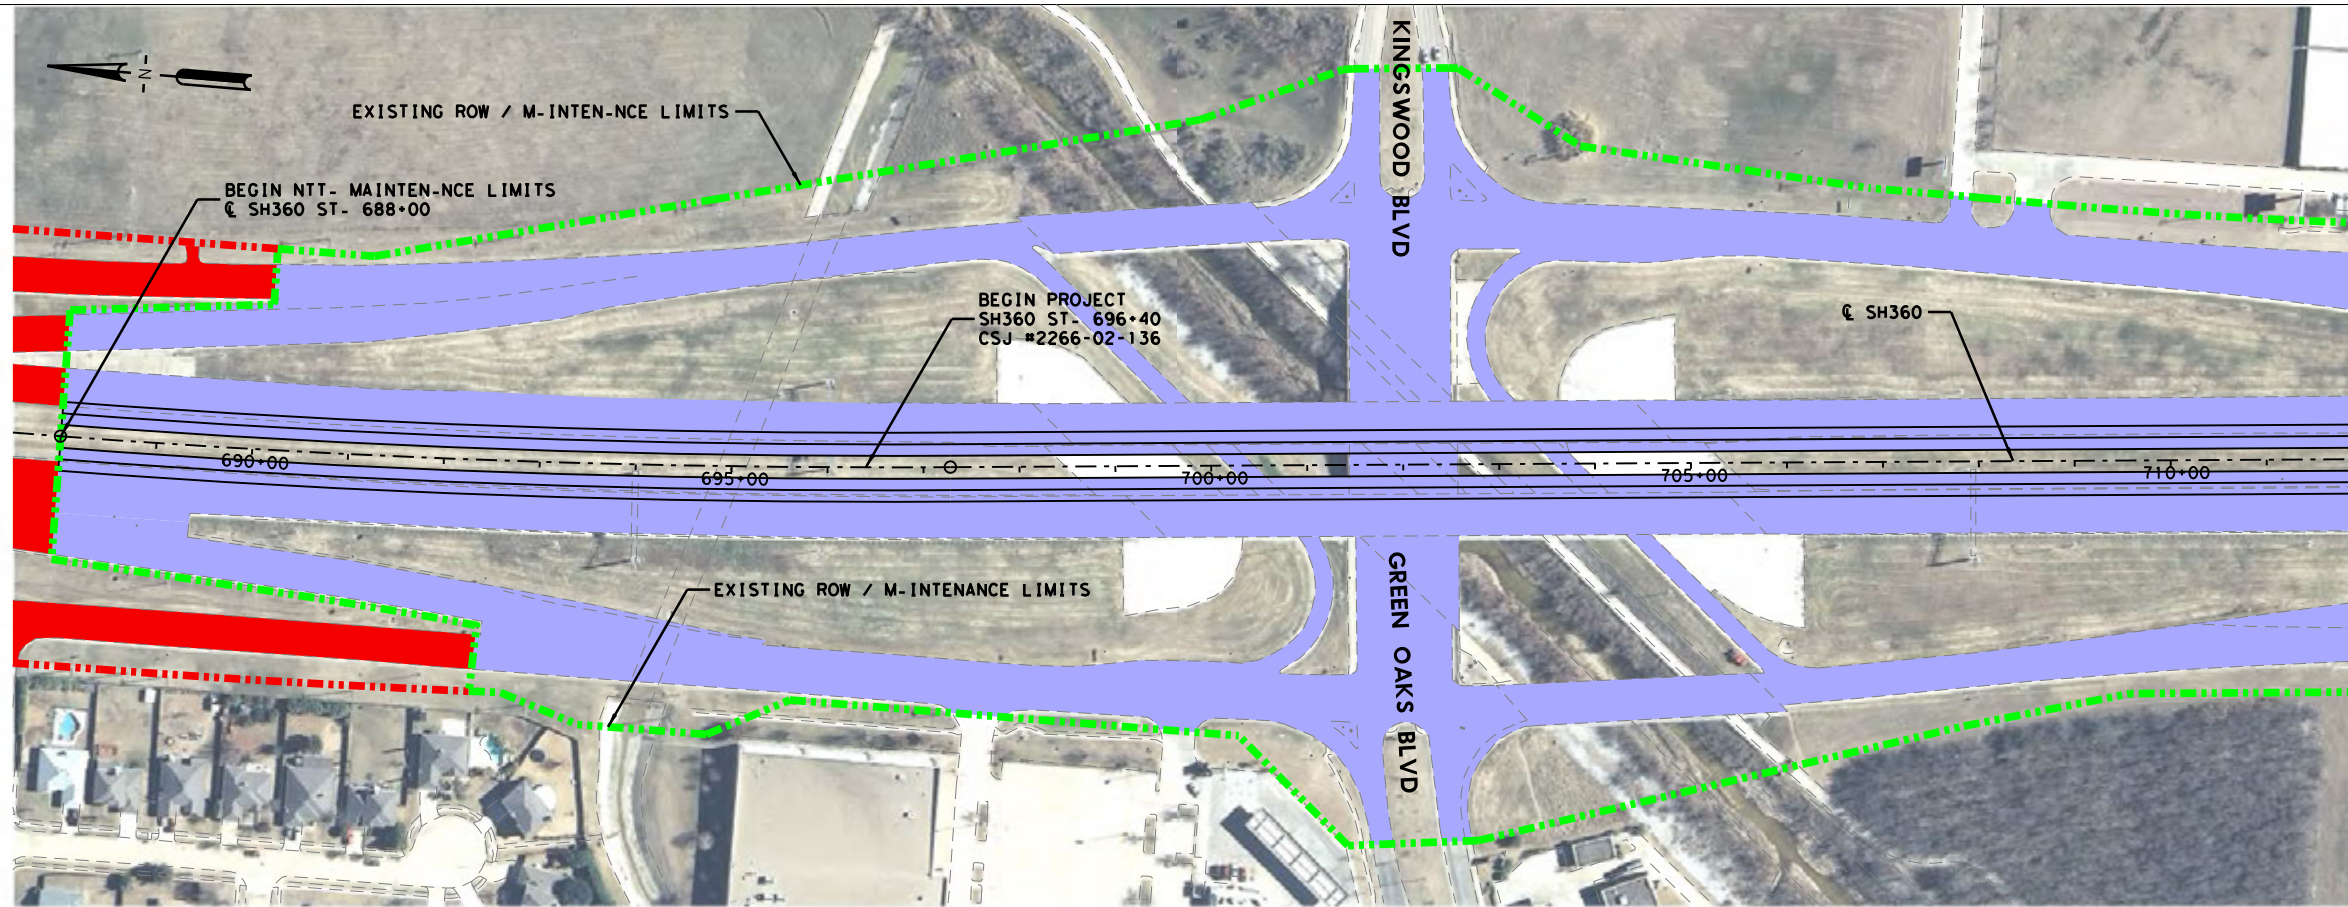 KINGSWOOD BLVD
N
EXISTING ROW / M-INTEN-NCE LIMITS
BEGIN NTT- MAINTEN-NCE LIMITS
℄ SH360 ST- 688+00
BEGIN PROJECT
SH360 ST- 696+40
CSJ #2266-02-136
℄ SH360
690+00
695+00
700+00
705+00
710+00
EXISTING ROW / M-INTENANCE LIMITS
GREEN OAKS BLVD